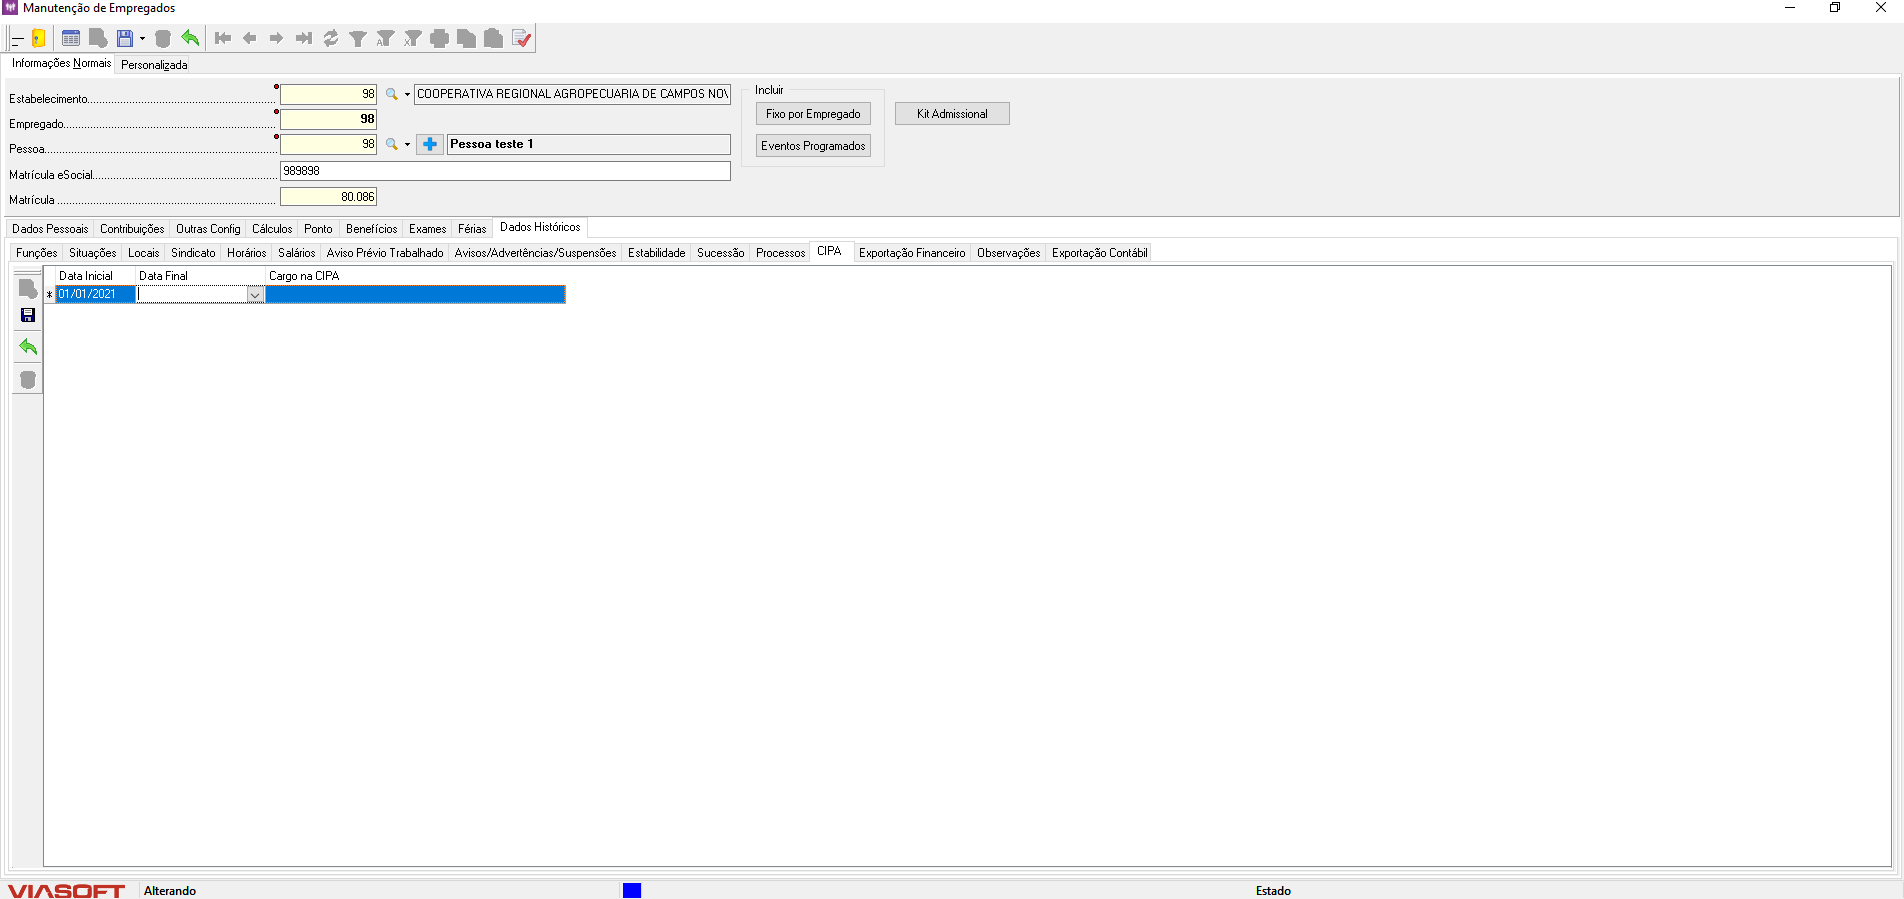 Manutenção de Empregados
Informações Normais Personalizada
Estabelecimento 98 COOPERATIVA REGIONAL AGROPECUARIA DE CAMPOS NOV
Empregado 98
Pessoa 98 Pessoa teste 1
Matrícula eSocial 989898
Matrícula 80.086
Incluir
Fixo por Empregado
Kit Admissional
Eventos Programados
Dados Pessoais Contribuições Outras Config Cálculos Ponto Benefícios Exames Férias Dados Históricos
Funções Situações Locais Sindicato Horários Salários Aviso Prévio Trabalhado Avisos/Advertências/Suspensões Estabilidade Sucessão Processos CIPA Exportação Financeiro Observações Exportação Contábil
Data Inicial Data Final Cargo na CIPA
* 01/01/2021
VIASOFT Alterando Estado